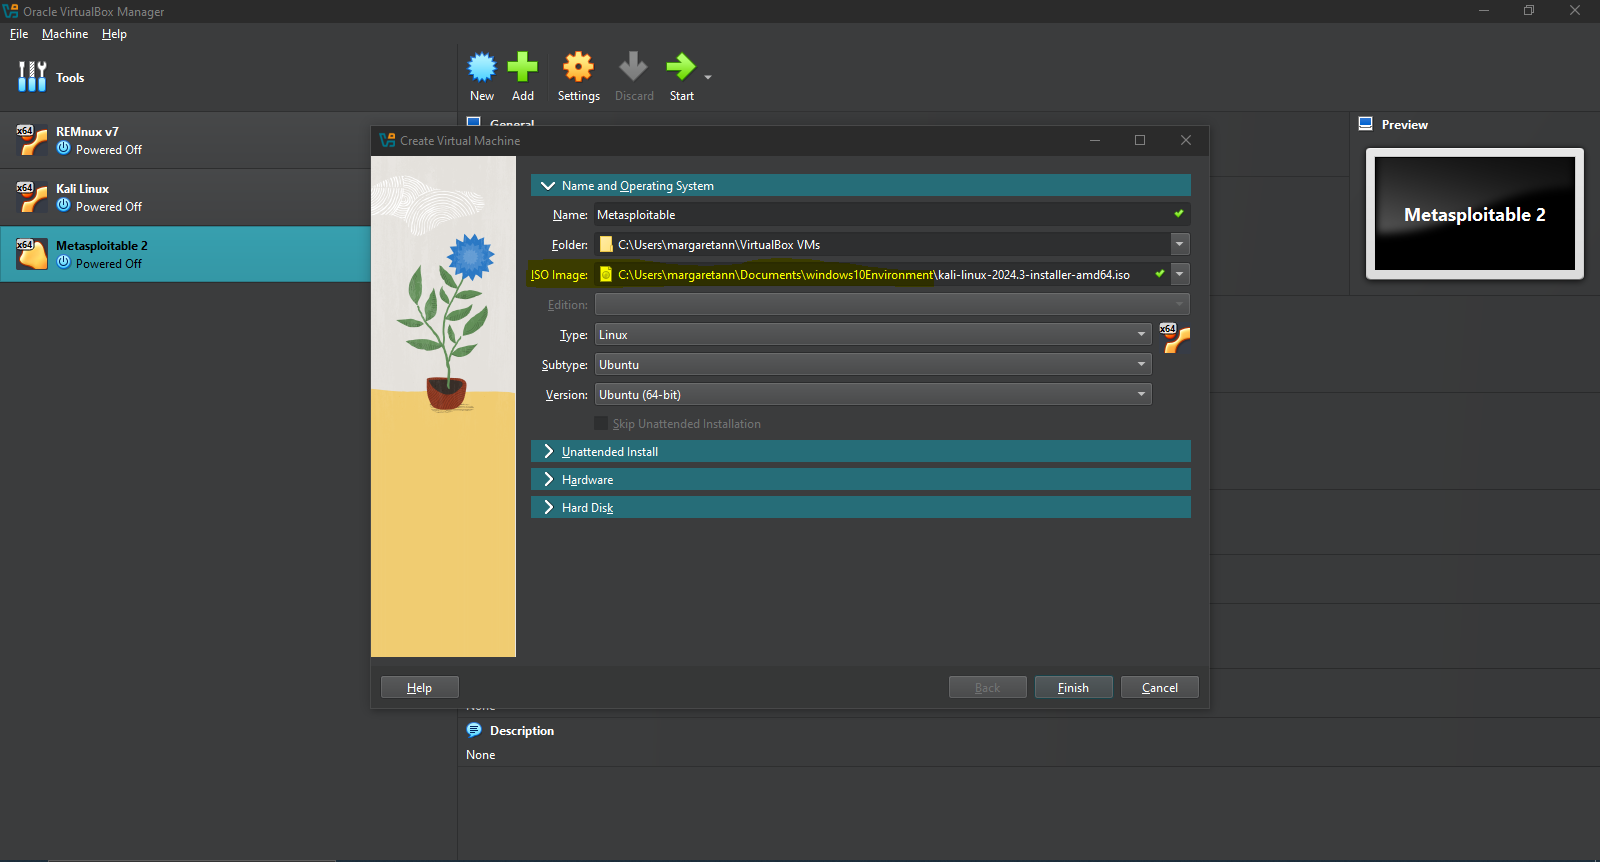 Oracle VirtualBox Manager
File Machine Help
Tools
New Add Settings Discard Start
REMnux v7
Powered Off
Kali Linux
Powered Off
Metasploitable 2
Powered Off
General
Preview
Metasploitable 2
Create Virtual Machine
Name and Operating System
Name: Metasploitable
Folder: C:\Users\margaretann\VirtualBox VMs
ISO Image: C:\Users\margaretann\Documents\windows10Environment\kali-linux-2024.3-installer-amd64.iso
Edition:
Type: Linux
x64
Subtype: Ubuntu
Version: Ubuntu (64-bit)
Skip Unattended Installation
Unattended Install
Hardware
Hard Disk
Help Back Finish Cancel
None
Description
None